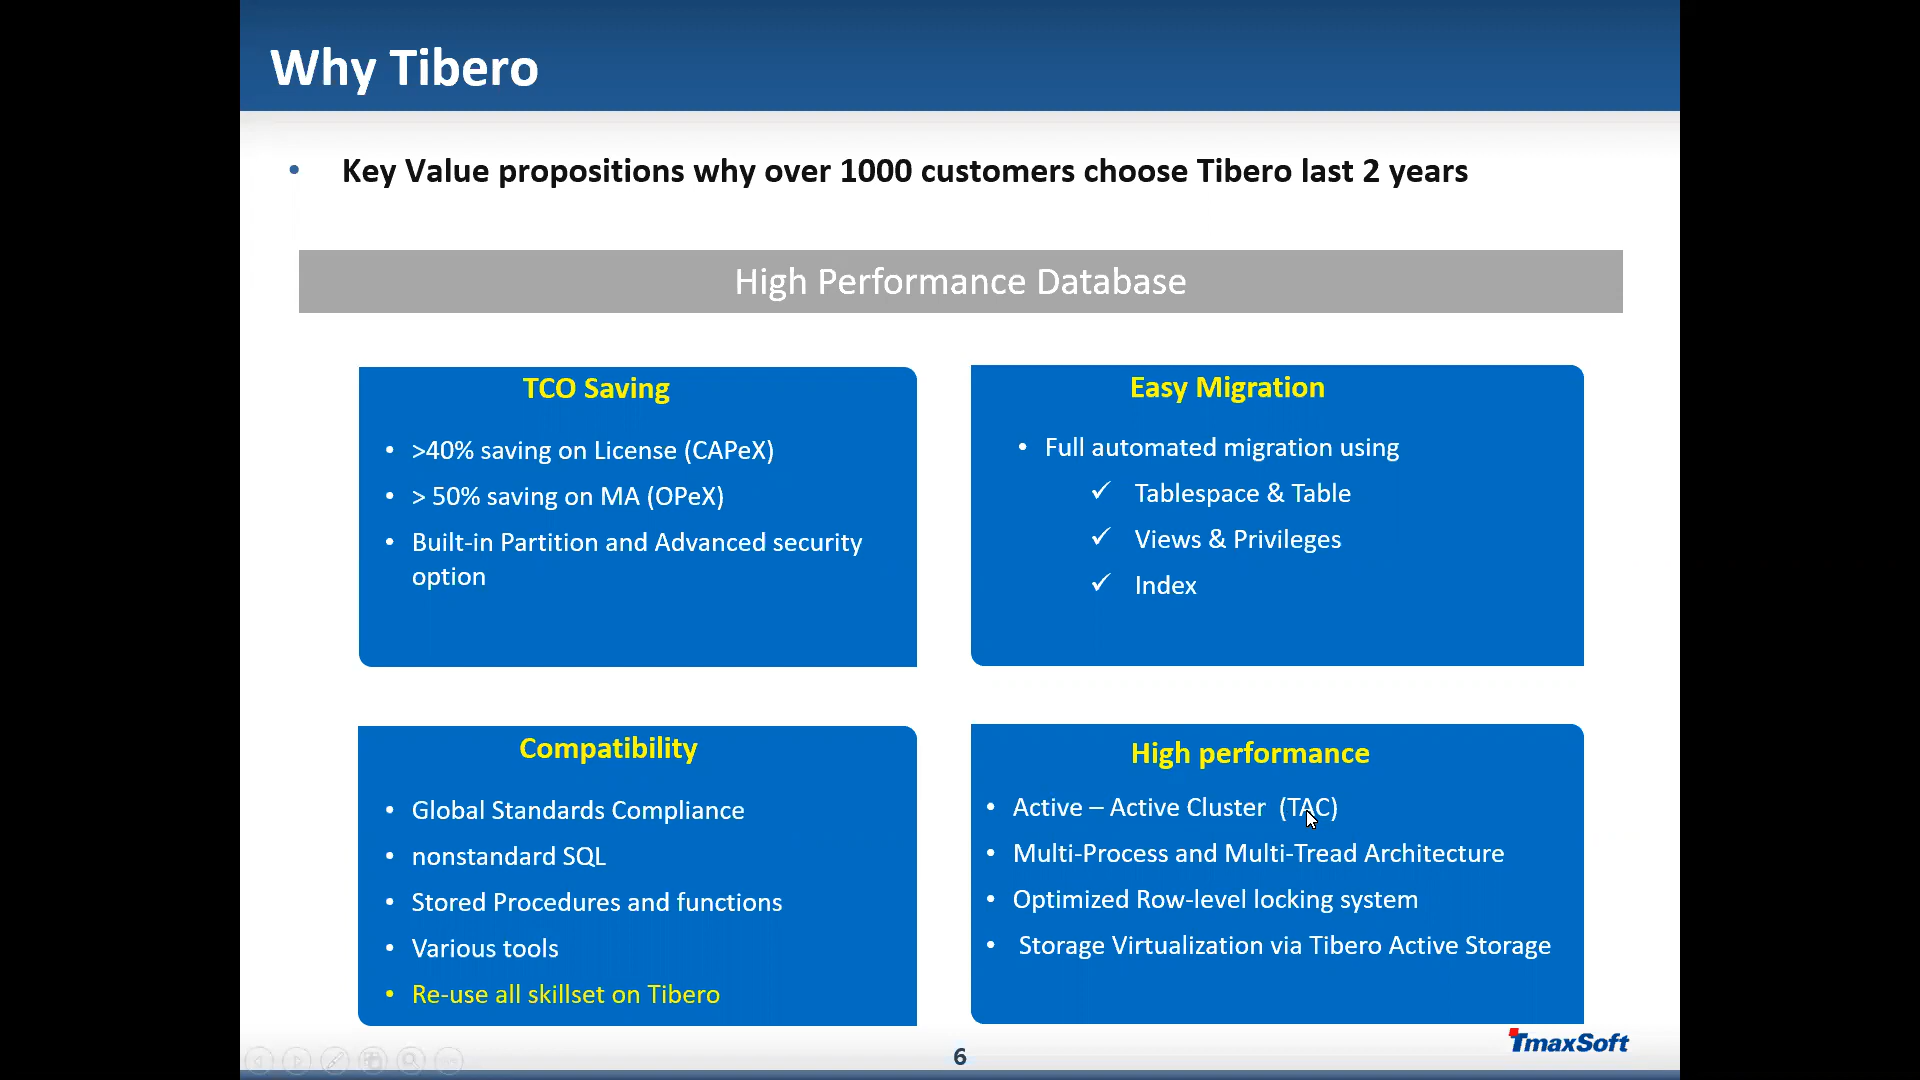 Why Tibero
• Key Value propositions why over 1000 customers choose Tibero last 2 years
High Performance Database
TCO Saving
• >40% saving on License (CAPeX)
• > 50% saving on MA (OPeX)
• Built-in Partition and Advanced security
option
Easy Migration
• Full automated migration using
✓ Tablespace & Table
✓ Views & Privileges
✓ Index
Compatibility
• Global Standards Compliance
• nonstandard SQL
• Stored Procedures and functions
• Various tools
• Re-use all skillset on Tibero
High performance
• Active – Active Cluster (TAC)
• Multi-Process and Multi-Tread Architecture
• Optimized Row-level locking system
• Storage Virtualization via Tibero Active Storage
6
TmaxSoft